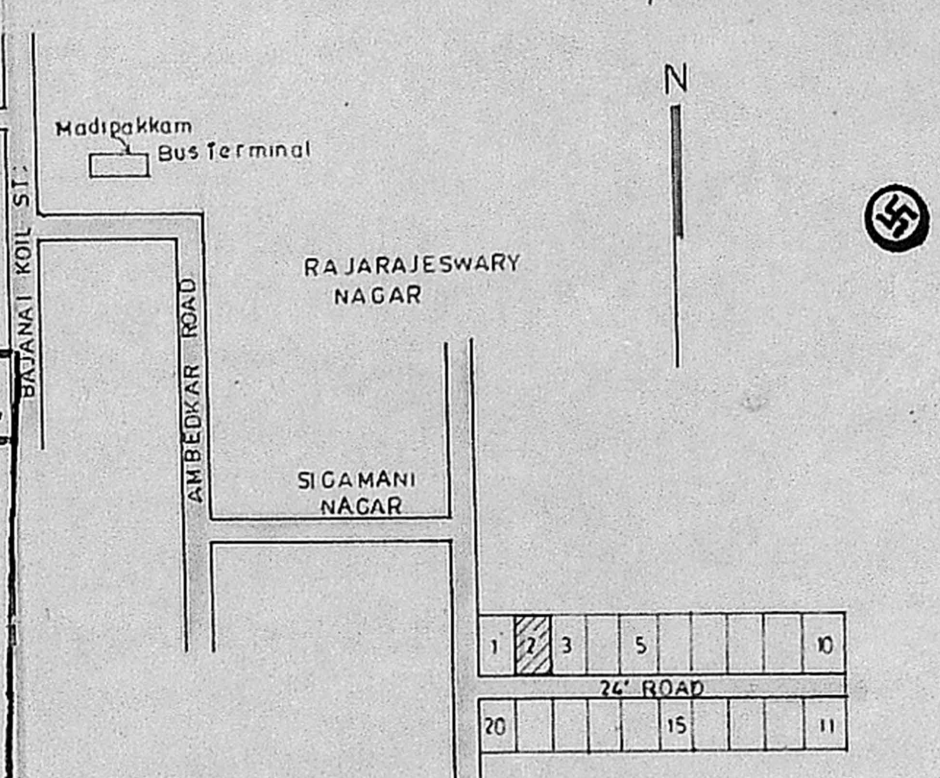 N
Madipakkam
Bus Terminal
BAJANAI KOIL ST:
RAJARAJESWARY
NAGAR
AMBEDKAR ROAD
SIGAMANI
NAGAR
1 2 3 5 10
24' ROAD
20 15 11